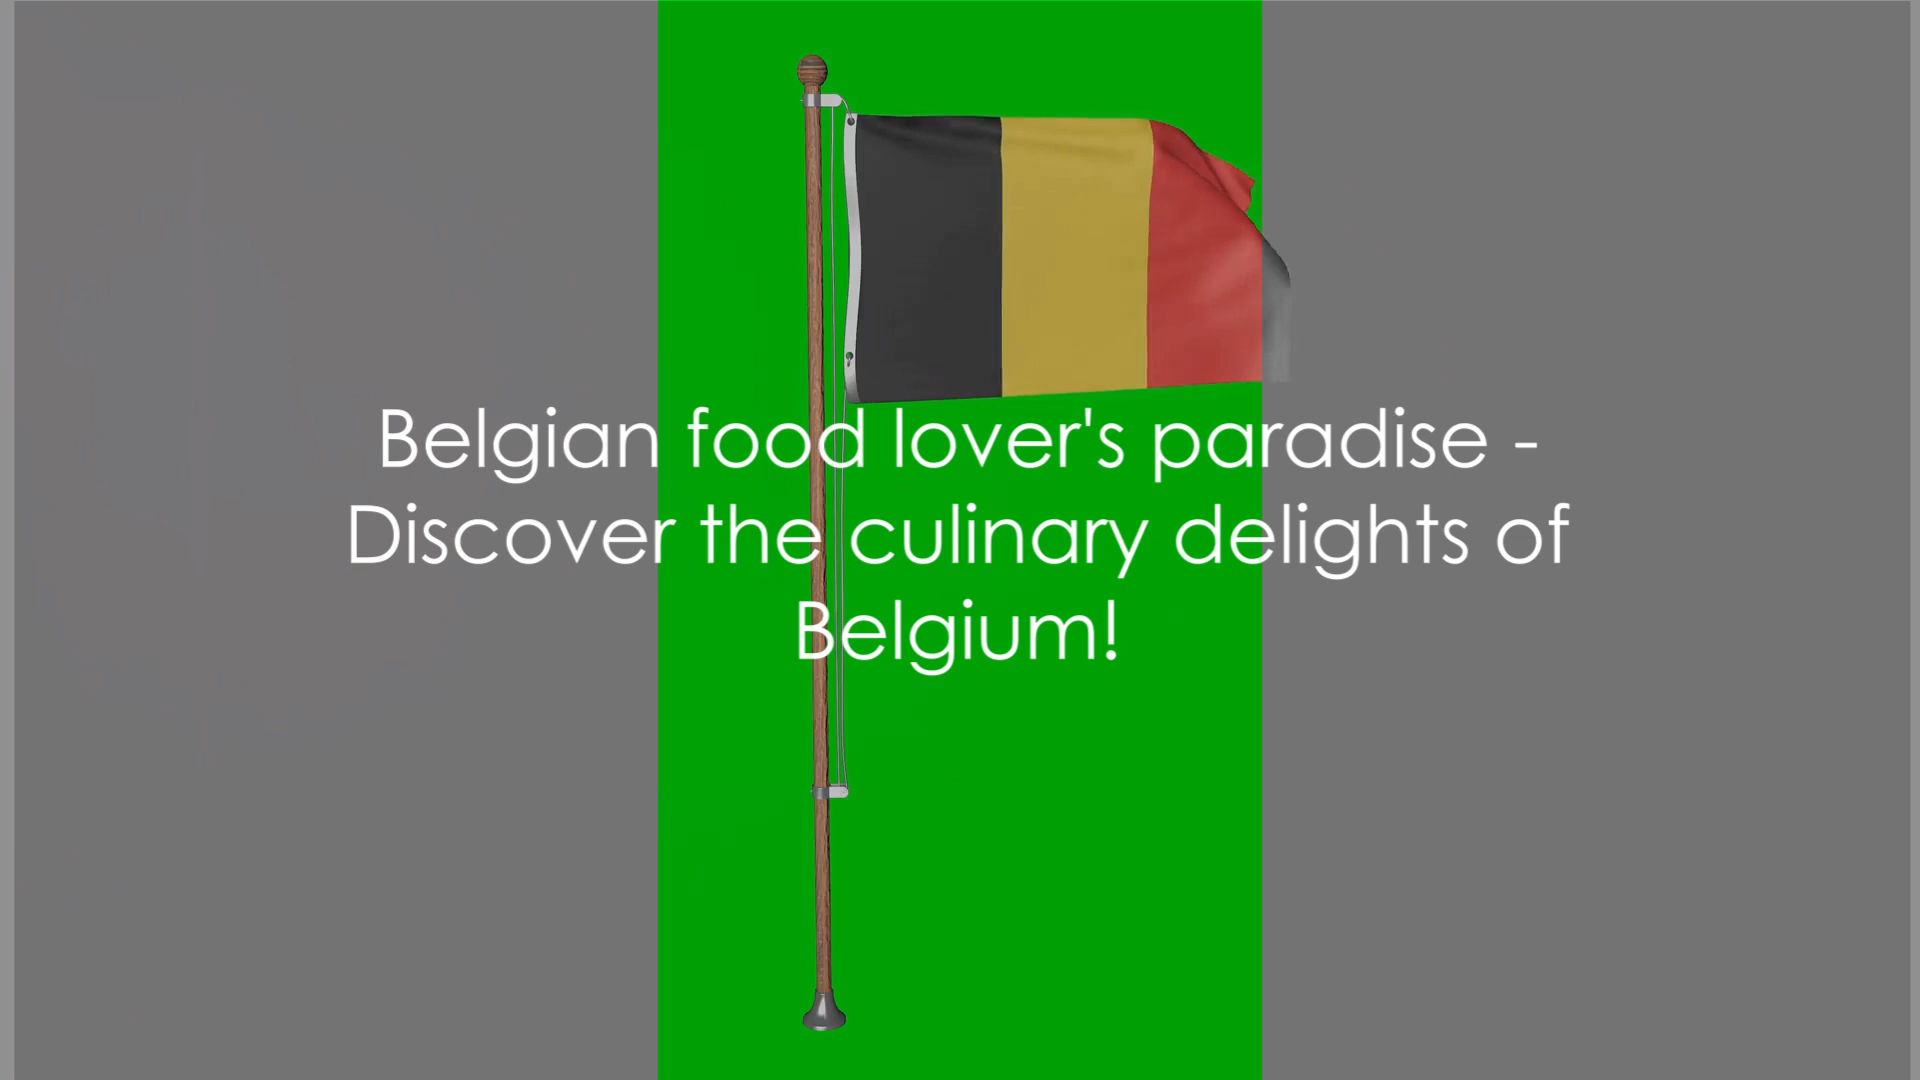 Belgian food lover's paradise -
Discover the culinary delights of
Belgium!